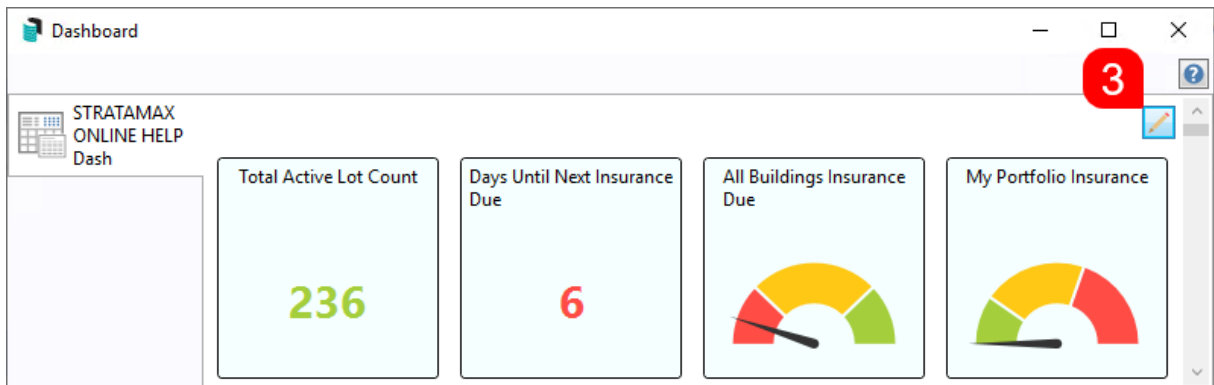 Dashboard
3
?
STRATAMAX
ONLINE HELP
Dash
Total Active Lot Count
236
Days Until Next Insurance
Due
6
All Buildings Insurance
Due
My Portfolio Insurance